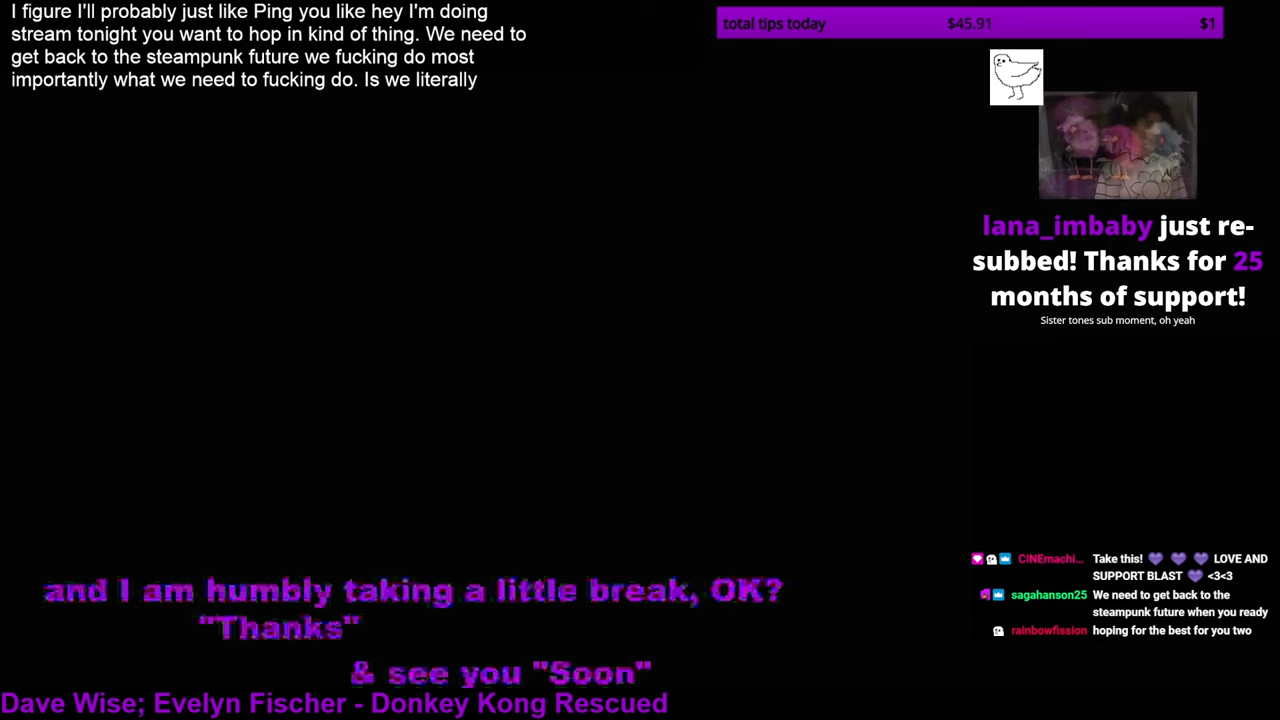 I figure I'll probably just like Ping you like hey I'm doing
stream tonight you want to hop in kind of thing. We need to
get back to the steampunk future we fucking do most
importantly what we need to fucking do. Is we literally
total tips today $45.91 $1
lana_imbaby just re-
subbed! Thanks for 25
months of support!
Sister tones sub moment, oh yeah
CINEmachi... Take this! 💜 💜 💜 LOVE AND
SUPPORT BLAST 💜 <3<3
sagahanson25 We need to get back to the
steampunk future when you ready
rainbowfission hoping for the best for you two
and I am humbly taking a little break, OK?
"Thanks"
& see you "Soon"
Dave Wise; Evelyn Fischer - Donkey Kong Rescued